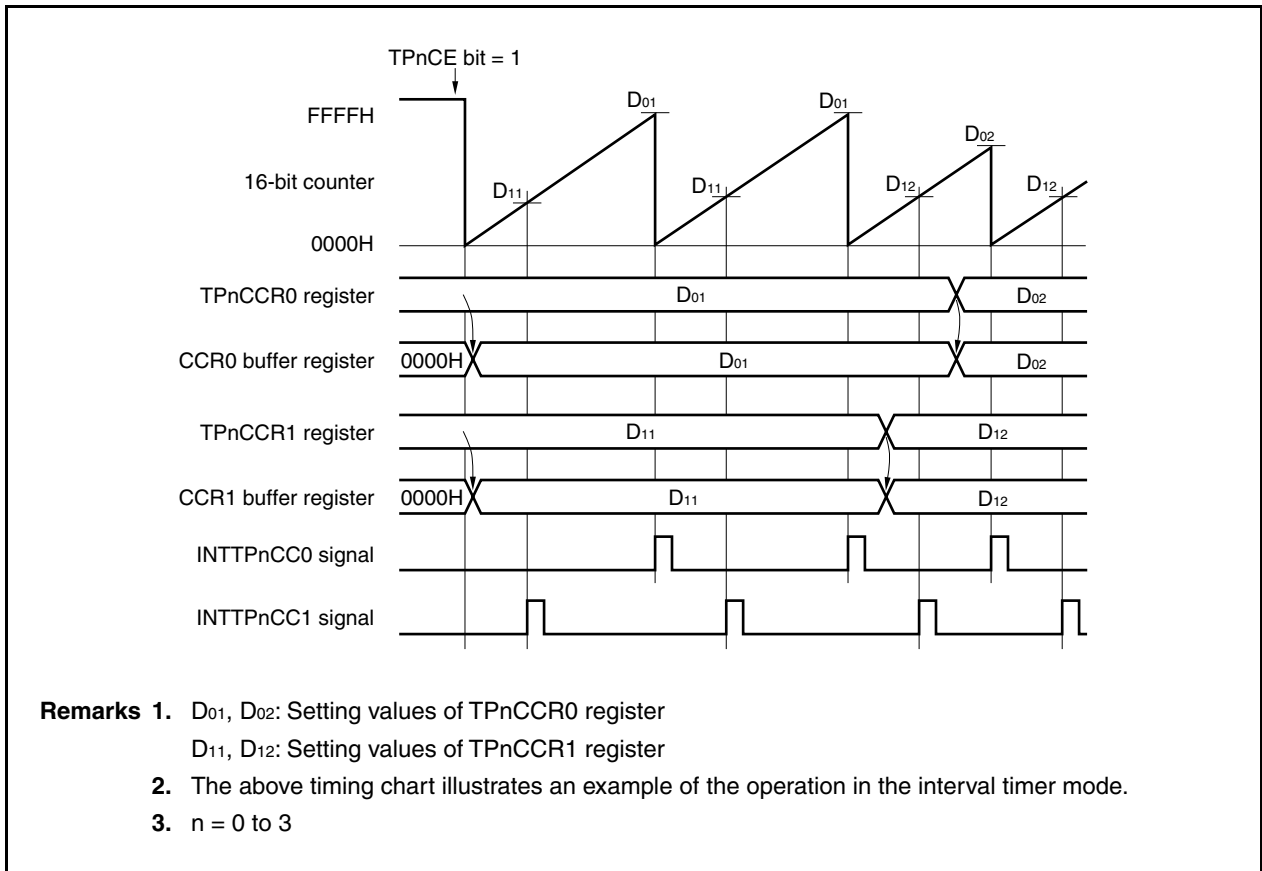 TPnCE bit = 1
FFFFH
D01 D01 D02
16-bit counter
D11 D11 D12 D12
0000H
TPnCCR0 register D01 D02
CCR0 buffer register 0000H D01 D02
TPnCCR1 register D11 D12
CCR1 buffer register 0000H D11 D12
INTTPnCC0 signal
INTTPnCC1 signal
Remarks 1. D01, D02: Setting values of TPnCCR0 register
D11, D12: Setting values of TPnCCR1 register
2. The above timing chart illustrates an example of the operation in the interval timer mode.
3. n = 0 to 3